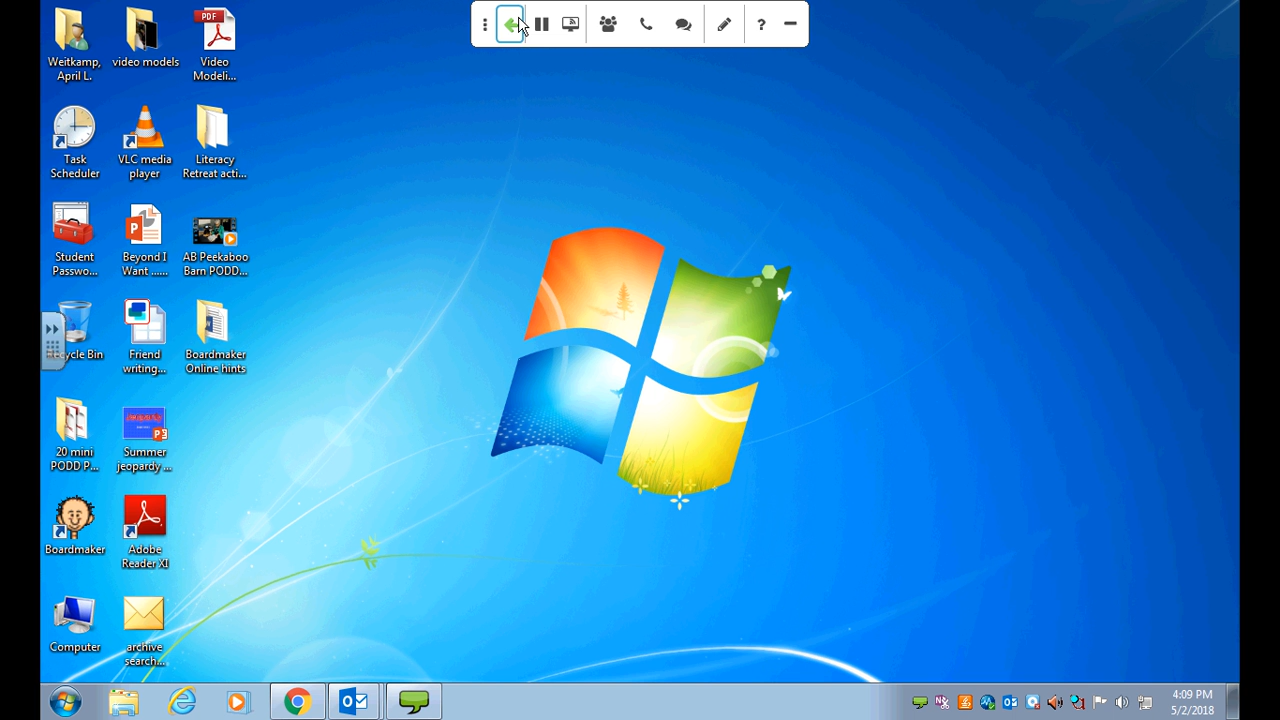 Weitkamp,
April L.
video models
PDF
Video
Modeli...
Task
Scheduler
VLC media
player
Literacy
Retreat acti...
Student
Passwo...
Beyond I
Want ......
AB Peekaboo
Barn PODD...
Recycle Bin
Friend
writing...
Boardmaker
Online hints
20 mini
PODD P...
Summer
jeopardy ...
Boardmaker
Adobe
Reader XI
Computer
archive
search...
?
4:09 PM
5/2/2018